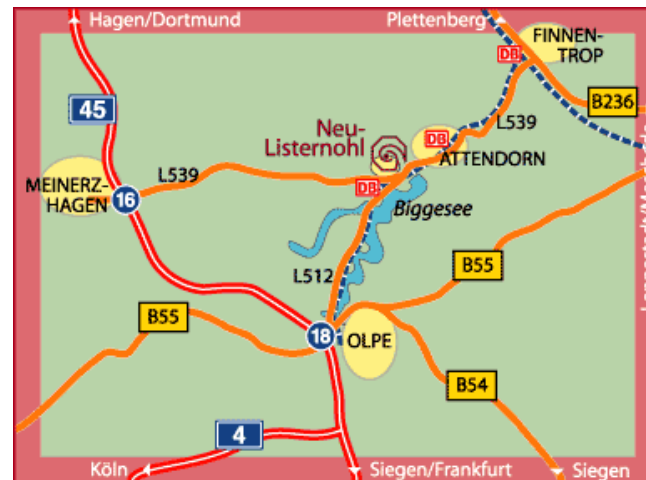 Hagen/Dortmund
Plettenberg
FINNEN-
TROP
DB
B236
45
Neu-
Listernohl
DB
L539
ATTENDORN
L539
MEINERZ-
HAGEN
16
DB
Biggesee
L512
B55
B55
18
OLPE
B54
4
Köln
Siegen/Frankfurt
Siegen